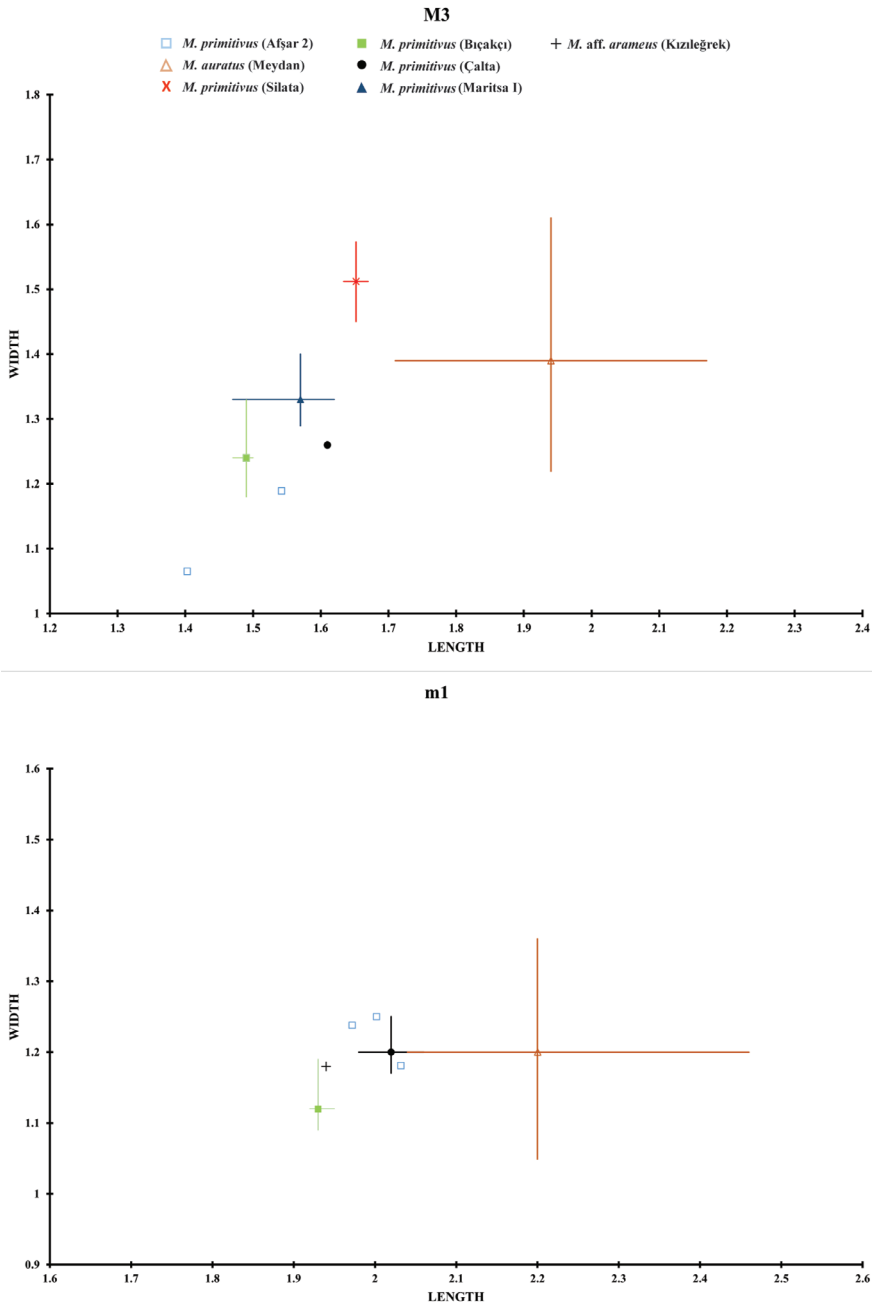 M3
M. primitivus (Afşar 2) M. primitivus (Bıçakçı) M. aff. arameus (Kızıleğrek)
M. auratus (Meydan) M. primitivus (Çalta)
M. primitivus (Silata) M. primitivus (Maritsa I)
1.8
1.7
1.6
1.5
1.4
1.3
1.2
1.1
1
WIDTH
1.2 1.3 1.4 1.5 1.6 1.7 1.8 1.9 2 2.1 2.2 2.3 2.4
LENGTH
m1
1.6
1.5
1.4
1.3
1.2
1.1
1
0.9
WIDTH
1.6 1.7 1.8 1.9 2 2.1 2.2 2.3 2.4 2.5 2.6
LENGTH